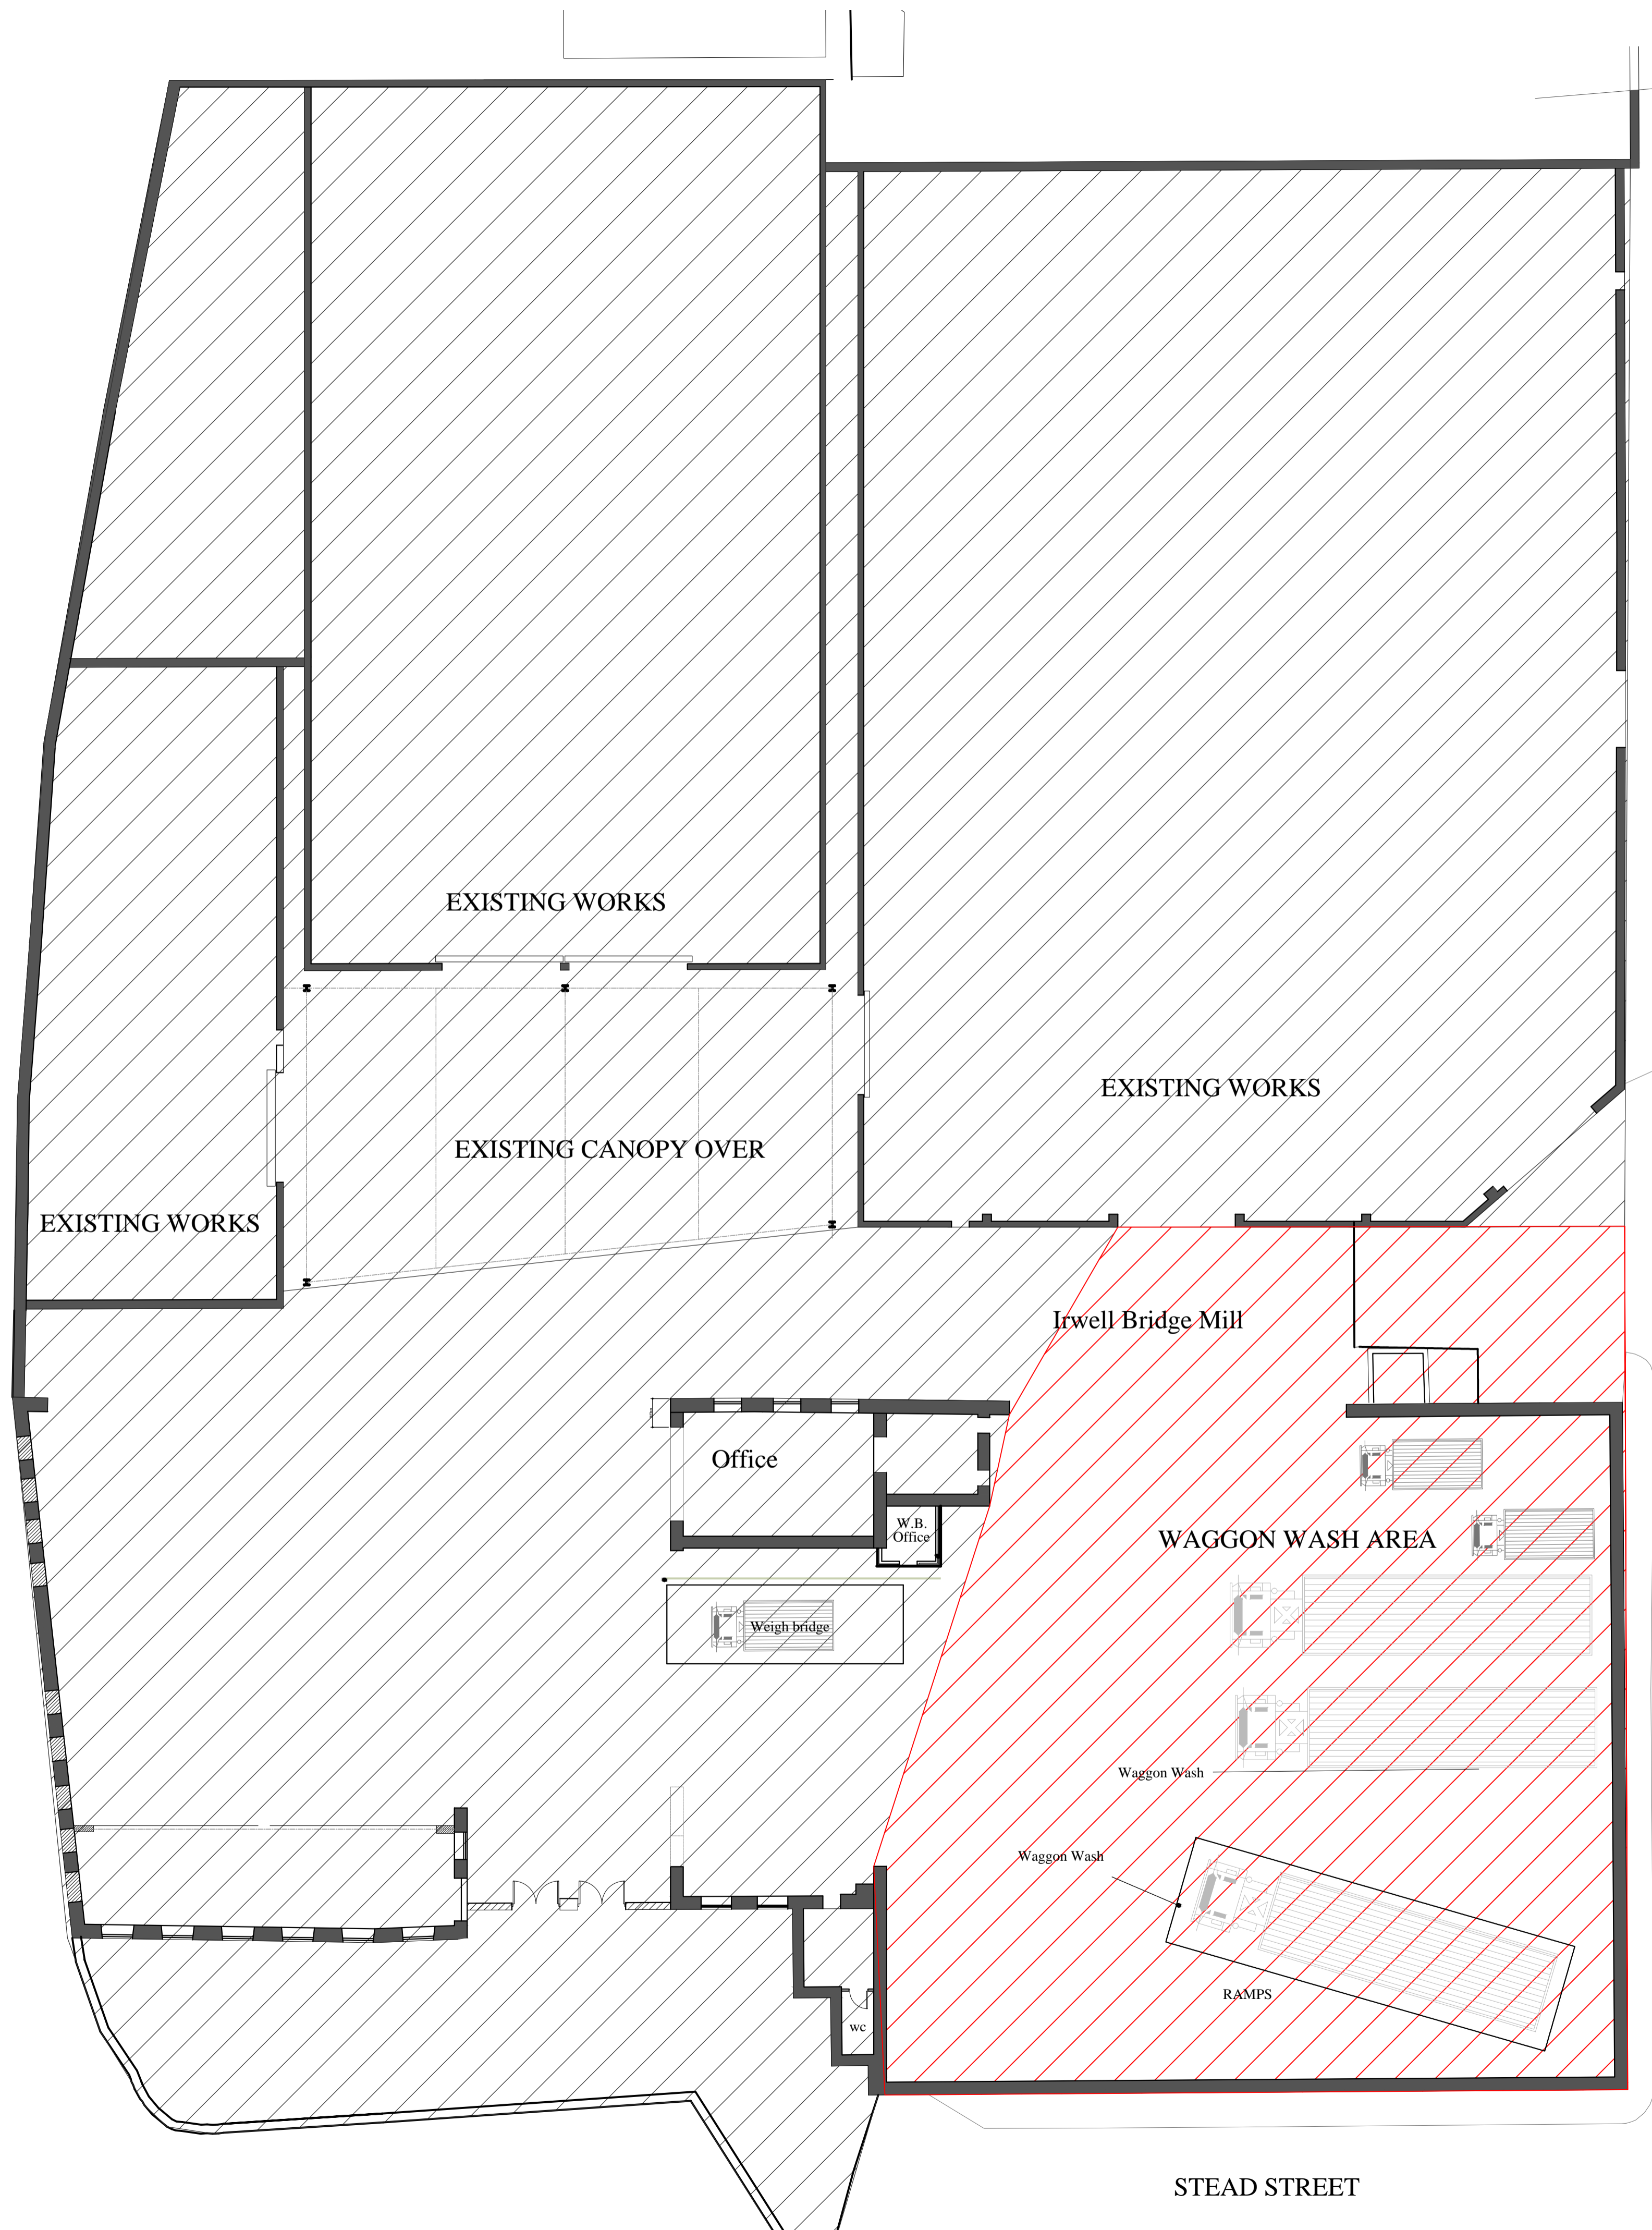 EXISTING WORKS
EXISTING WORKS
EXISTING CANOPY OVER
EXISTING WORKS
Irwell Bridge Mill
Office
W.B.
Office
WAGGON WASH AREA
Weigh bridge
Waggon Wash
Waggon Wash
RAMPS
wc
STEAD STREET